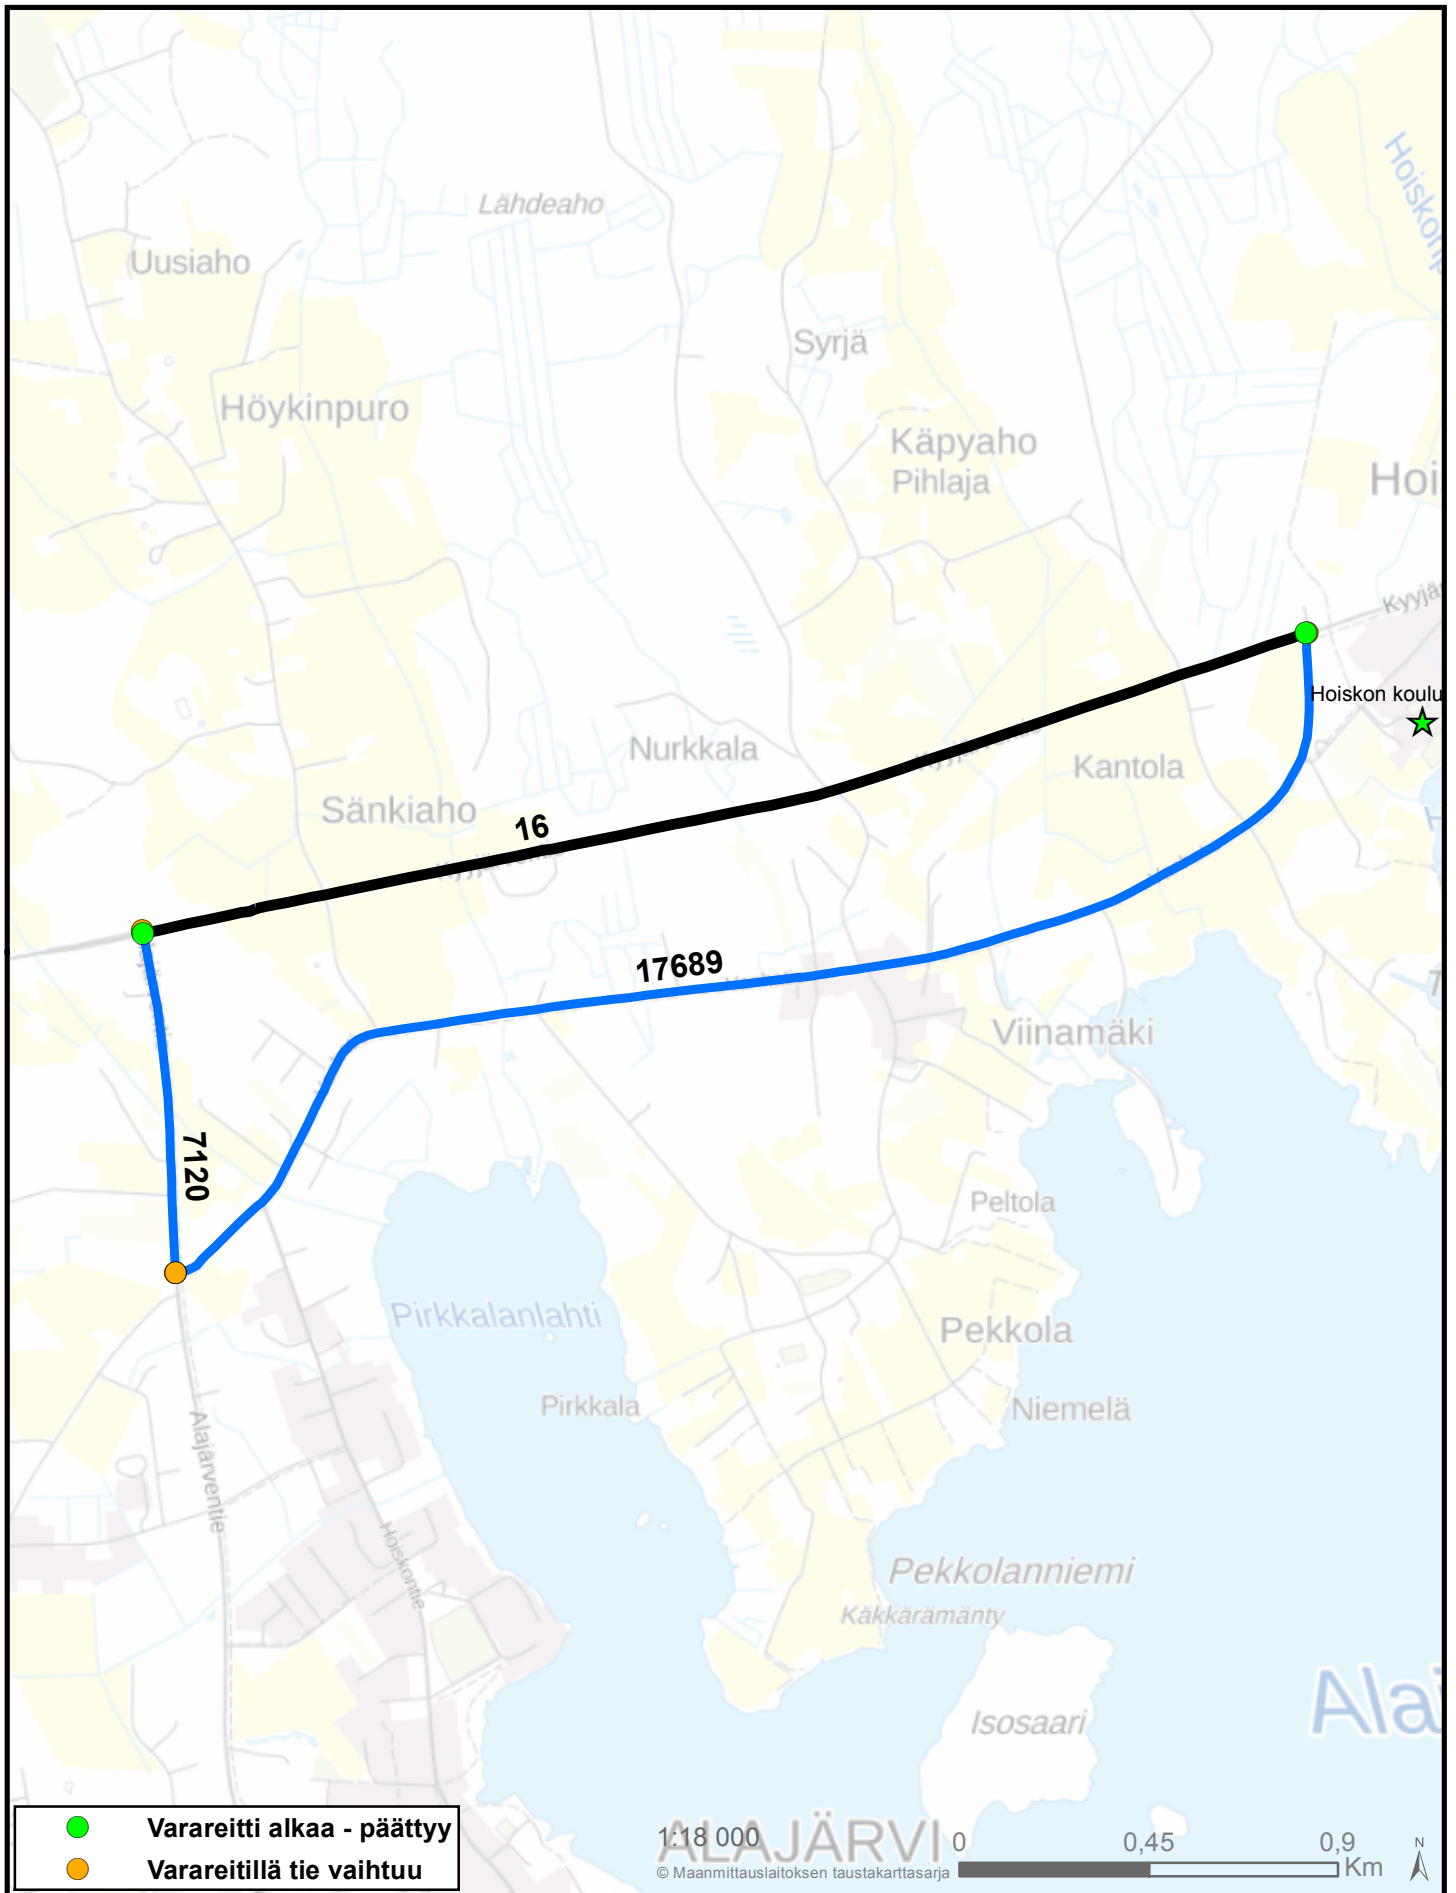 Lähdeaho
Uusiaho
Syrjä
Höykinpuro
Käpyaho
Pihlaja
Hoi
Kyyjär
Hoiskon koulu
Nurkkala
Kantola
Sänkiaho
16
17689
Viinamäki
7120
Peltola
Pirkkalanlahti
Pekkola
Pirkkala
Niemelä
Alajärventie
Hoiskontie
Pekkolanniemi
Käkkärämänty
Isosaari
Alaj
Varareitti alkaa - päättyy
Varareitillä tie vaihtuu
ALAJÄRVI
1:18 000
© Maanmittauslaitoksen taustakarttasarja
0 0,45 0,9
Km
N